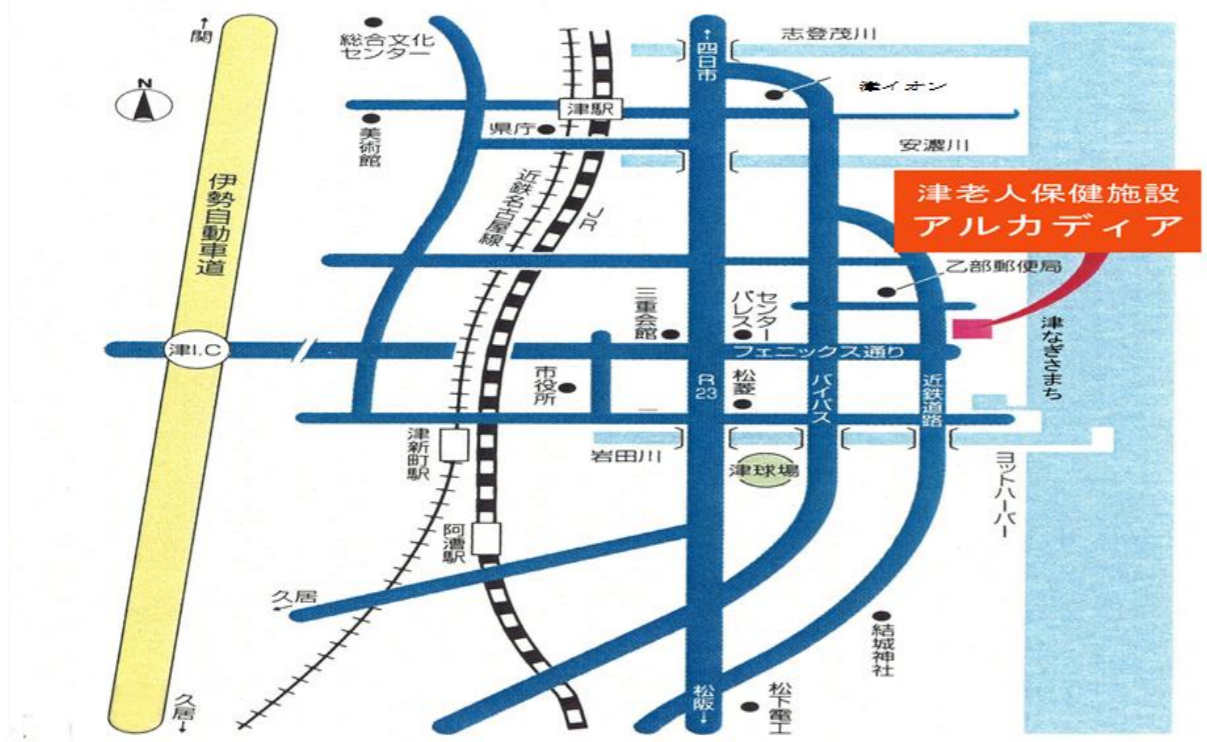 ↑
関
総合文化
センター
N
↑
四日市
志登茂川
津イオン
津駅
県庁
美術館
安濃川
伊勢自動車道
近鉄名古屋線
JR
津老人保健施設
アルカディア
乙部郵便局
三重会館
センター
パレス
津なぎさまち
津I.C
フェニックス通り
市役所
R23
松菱
バイパス
近鉄道路
津新町駅
岩田川
津球場
ヨットハーバー
阿漕駅
久居
←
結城神社
久居
↓
松阪
↓
松下電工